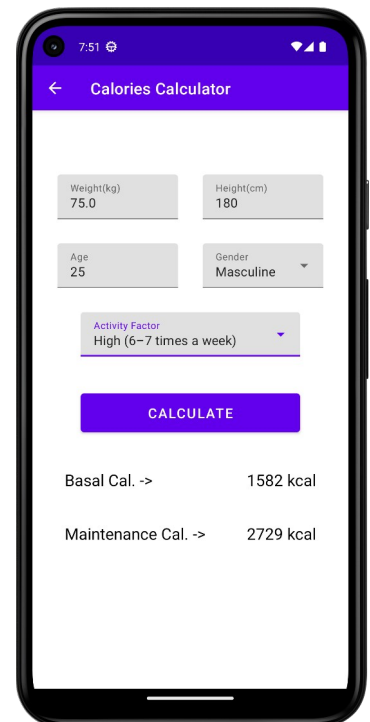 7:51
Calories Calculator
Weight(kg)
75.0
Height(cm)
180
Age
25
Gender
Masculine
Activity Factor
High (6–7 times a week)
CALCULATE
Basal Cal. -> 1582 kcal
Maintenance Cal. -> 2729 kcal